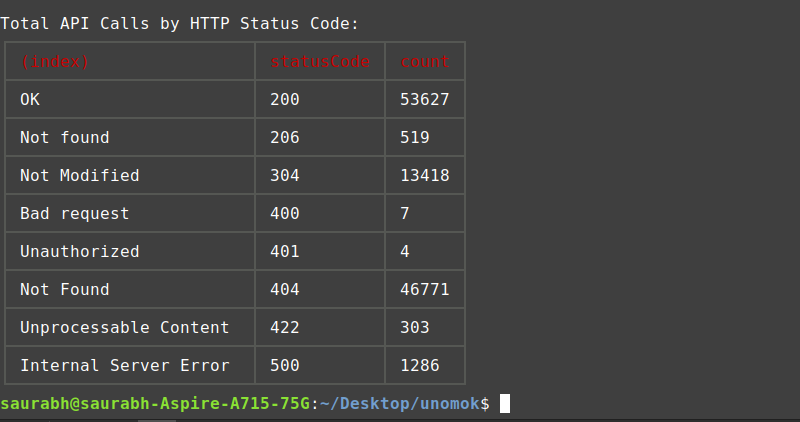 Total API Calls by HTTP Status Code:
(index) statusCode count
OK 200 53627
Not found 206 519
Not Modified 304 13418
Bad request 400 7
Unauthorized 401 4
Not Found 404 46771
Unprocessable Content 422 303
Internal Server Error 500 1286
saurabh@saurabh-Aspire-A715-75G:~/Desktop/unomok$